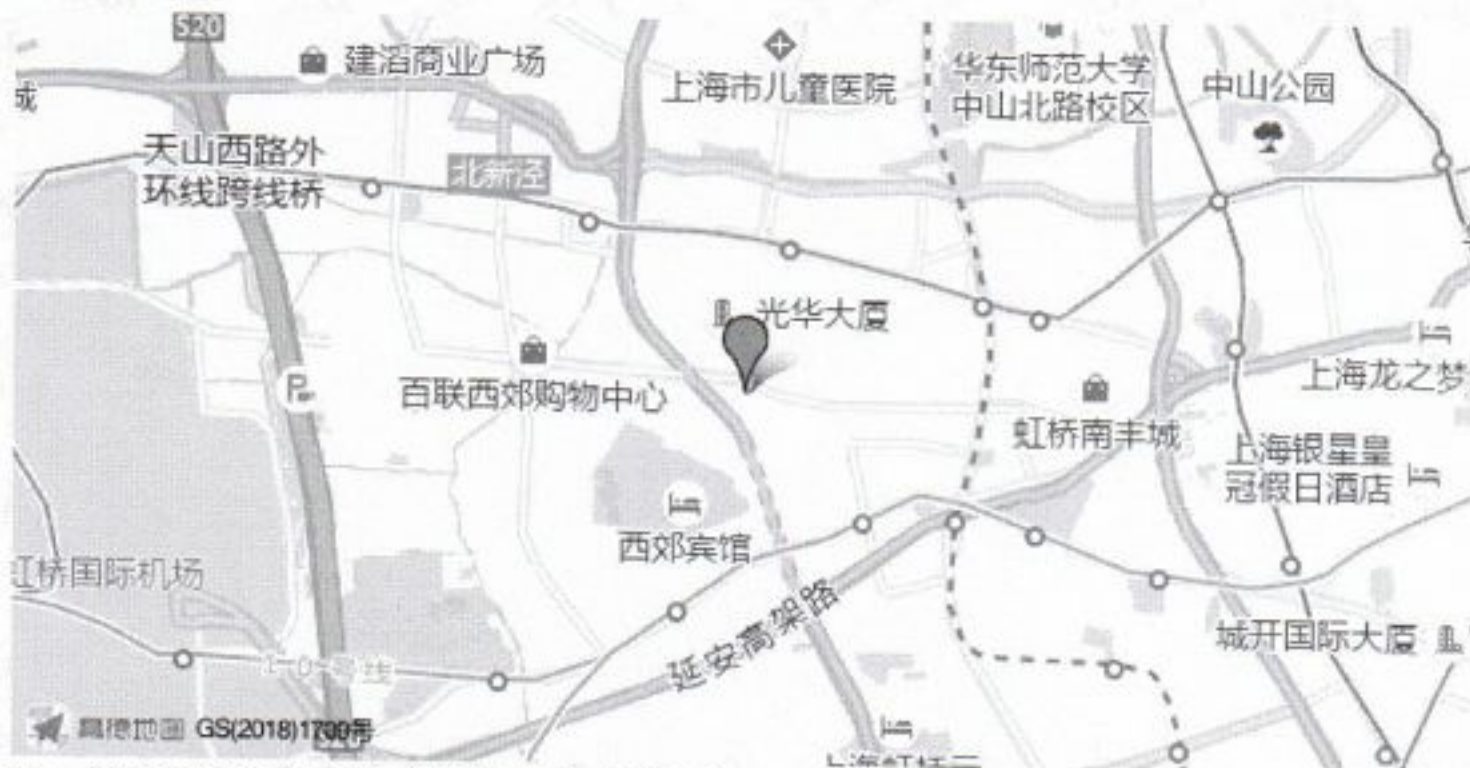 S20
建滔商业广场
上海市儿童医院
华东师范大学
中山北路校区
中山公园
成
天山西路外
环线跨线桥
北新泾
光华大厦
百联西郊购物中心
上海龙之梦
虹桥南丰城
上海银星皇
冠假日酒店
西郊宾馆
虹桥国际机场
延安高架路
城开国际大厦
10号线
高德地图 GS(2018)1709号